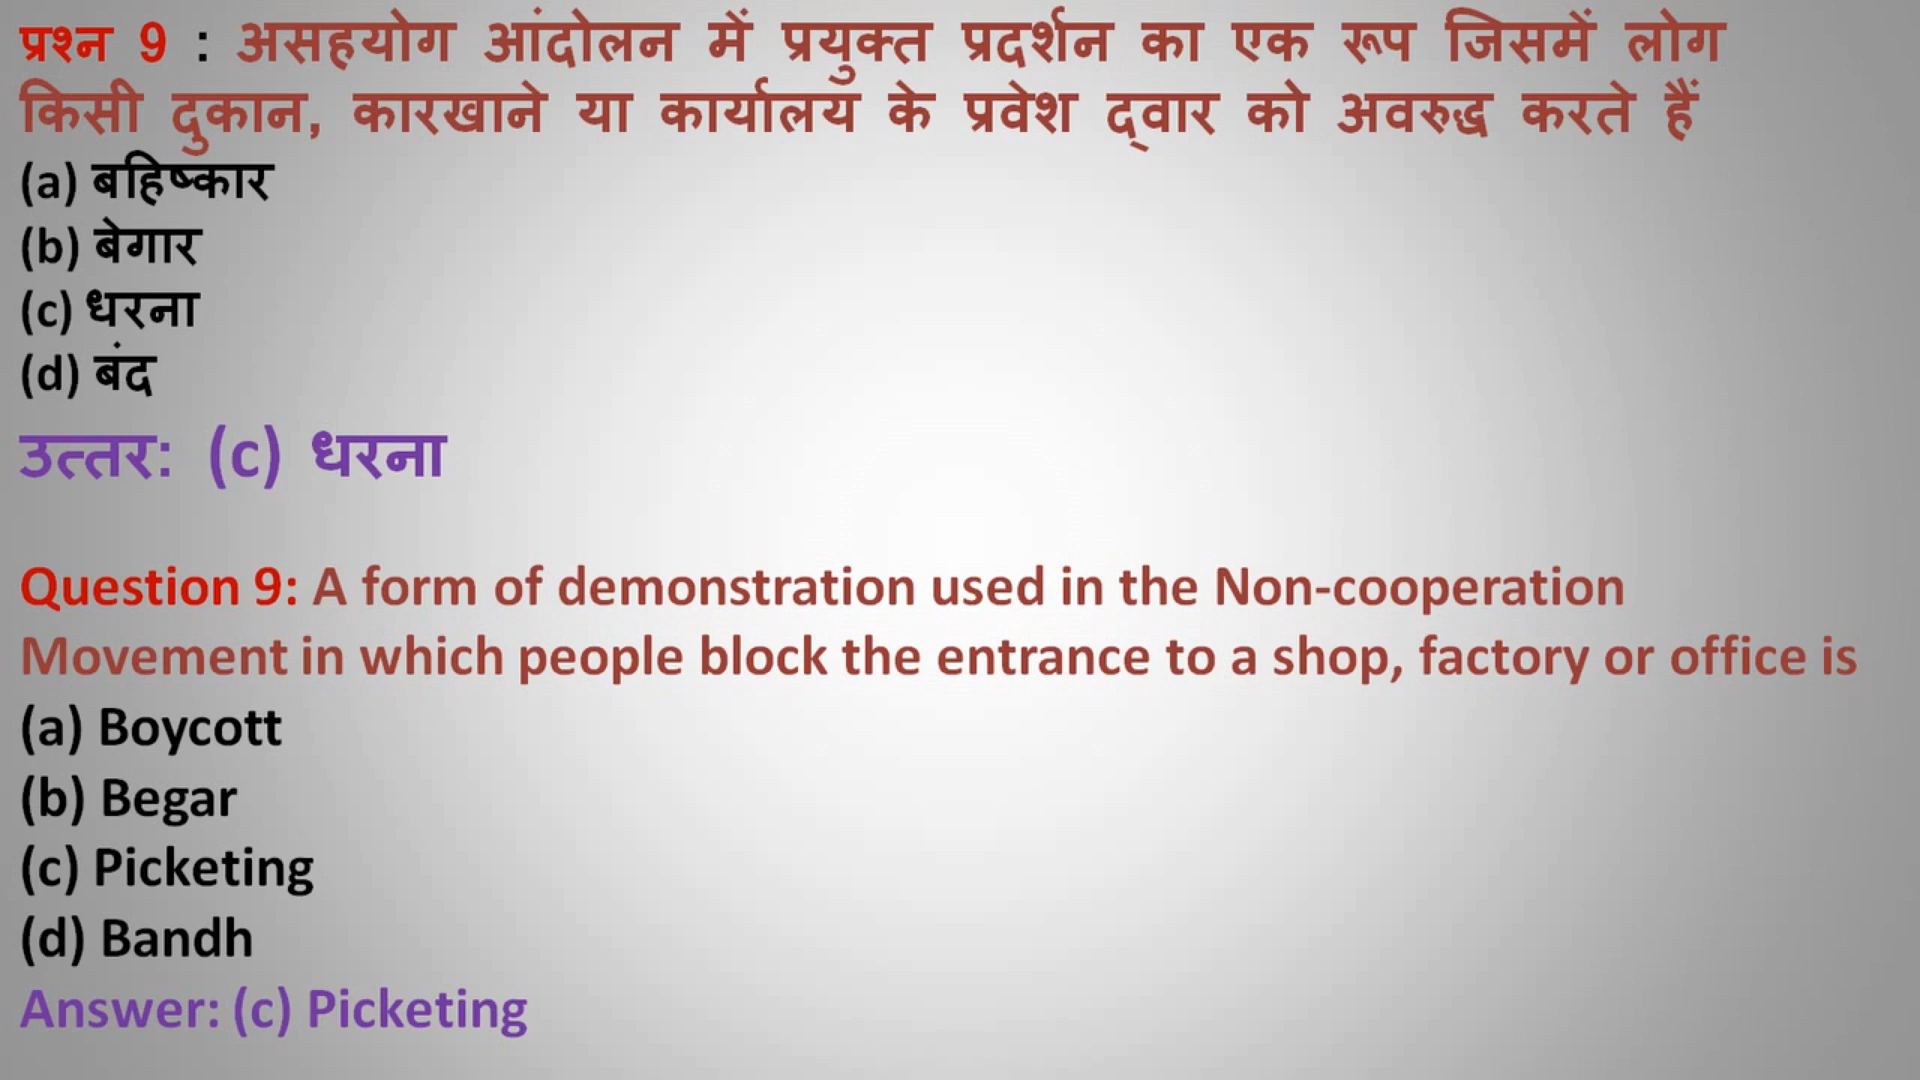 प्रश्न 9 : असहयोग आंदोलन में प्रयुक्त प्रदर्शन का एक रूप जिसमें लोग
किसी दुकान, कारखाने या कार्यालय के प्रवेश द्वार को अवरुद्ध करते हैं
(a) बहिष्कार
(b) बेगार
(c) धरना
(d) बंद
उत्तर: (c) धरना
Question 9: A form of demonstration used in the Non-cooperation
Movement in which people block the entrance to a shop, factory or office is
(a) Boycott
(b) Begar
(c) Picketing
(d) Bandh
Answer: (c) Picketing